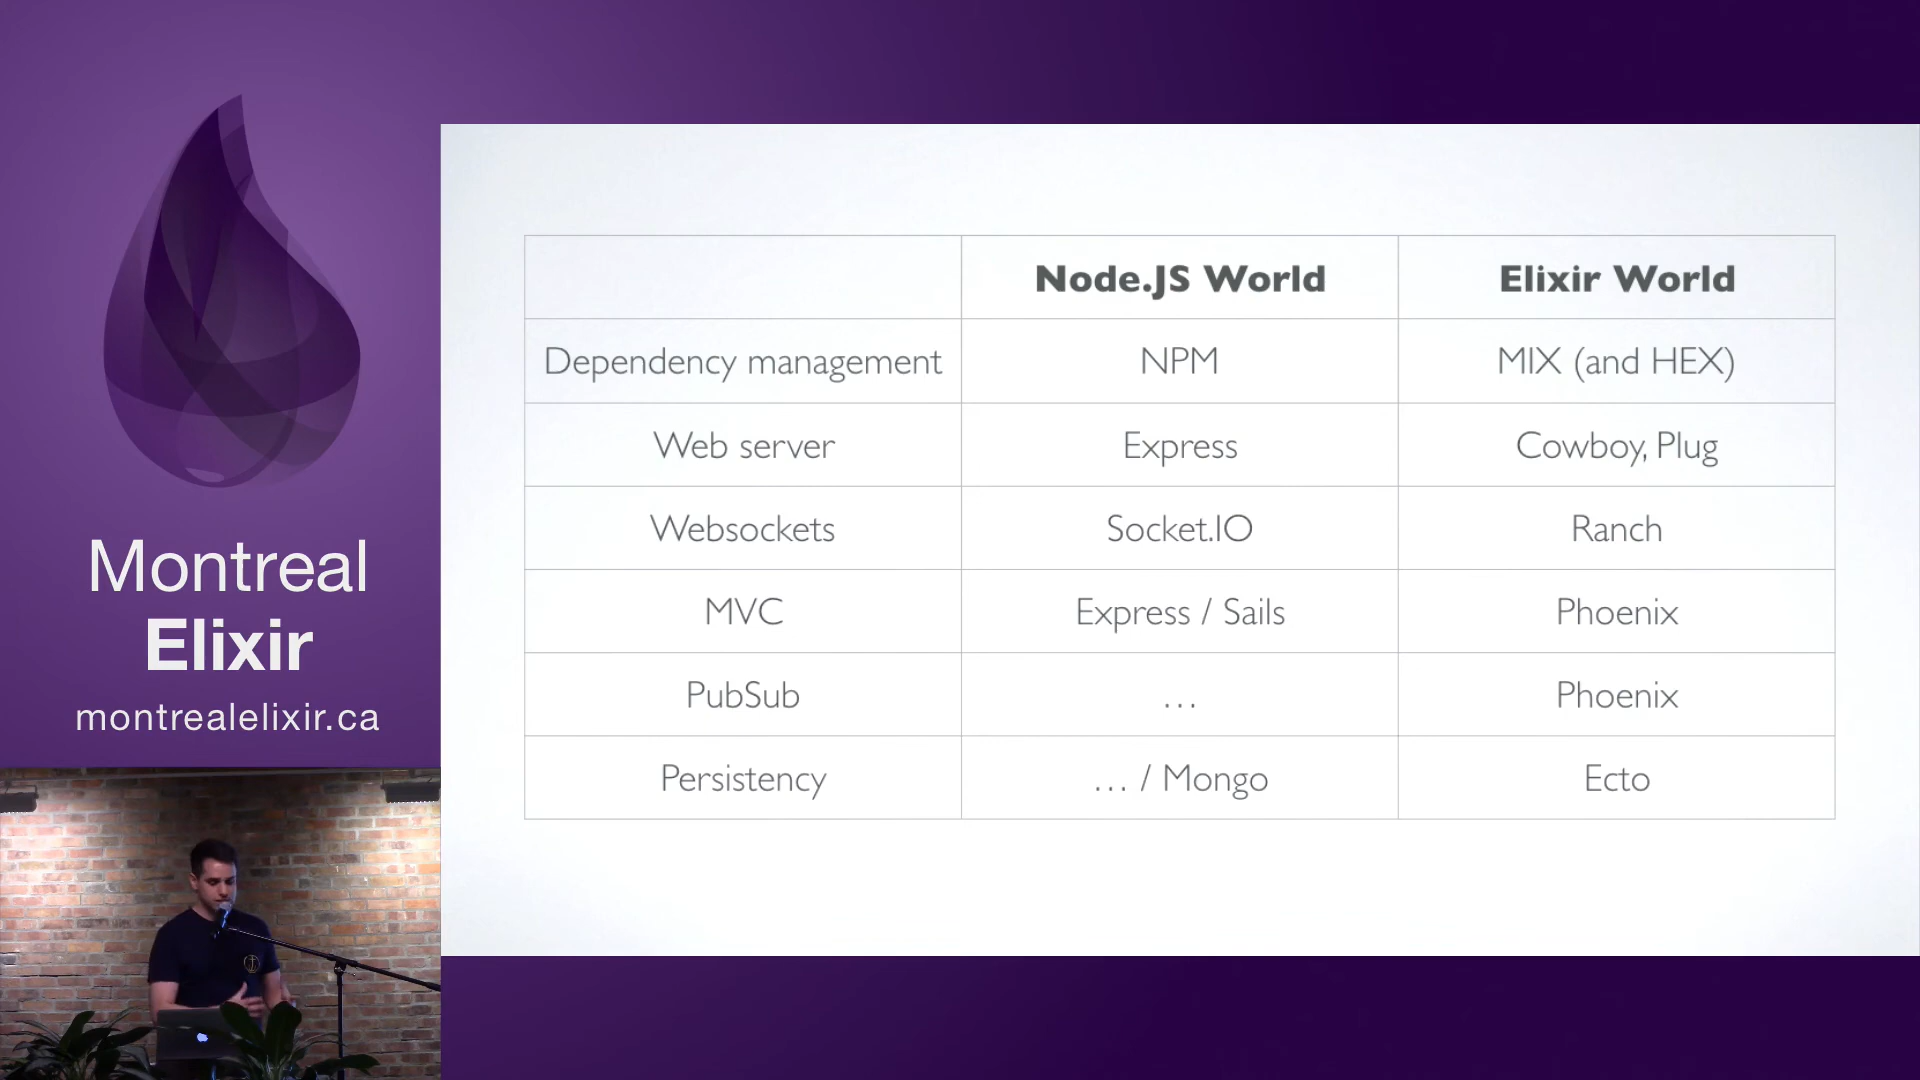 Montreal
Elixir
montrealelixir.ca
Node.JS World Elixir World
Dependency management NPM MIX (and HEX)
Web server Express Cowboy, Plug
Websockets Socket.IO Ranch
MVC Express / Sails Phoenix
PubSub … Phoenix
Persistency … / Mongo Ecto